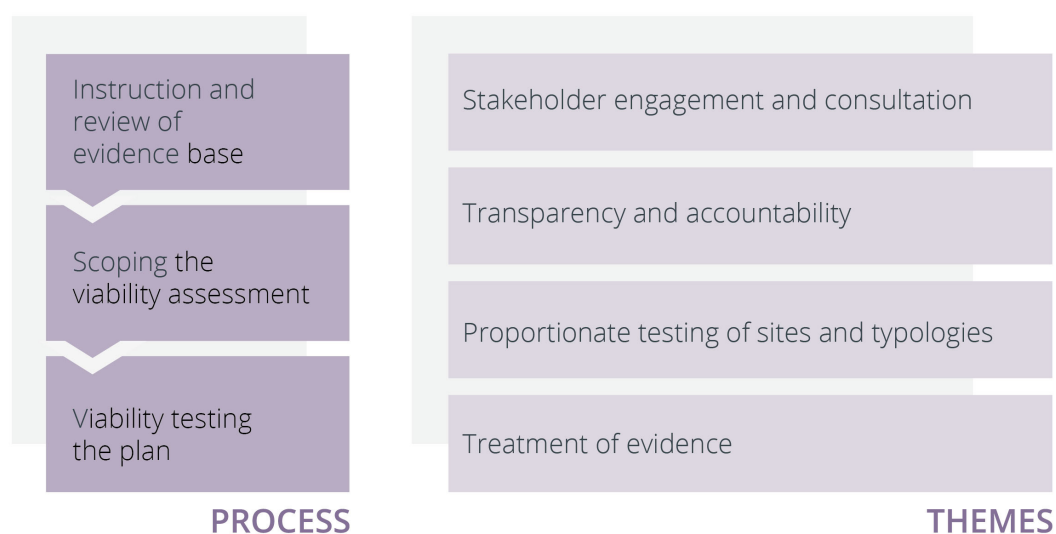 Instruction and
review of
evidence base
Scoping the
viability assessment
Viability testing
the plan
PROCESS
Stakeholder engagement and consultation
Transparency and accountability
Proportionate testing of sites and typologies
Treatment of evidence
THEMES